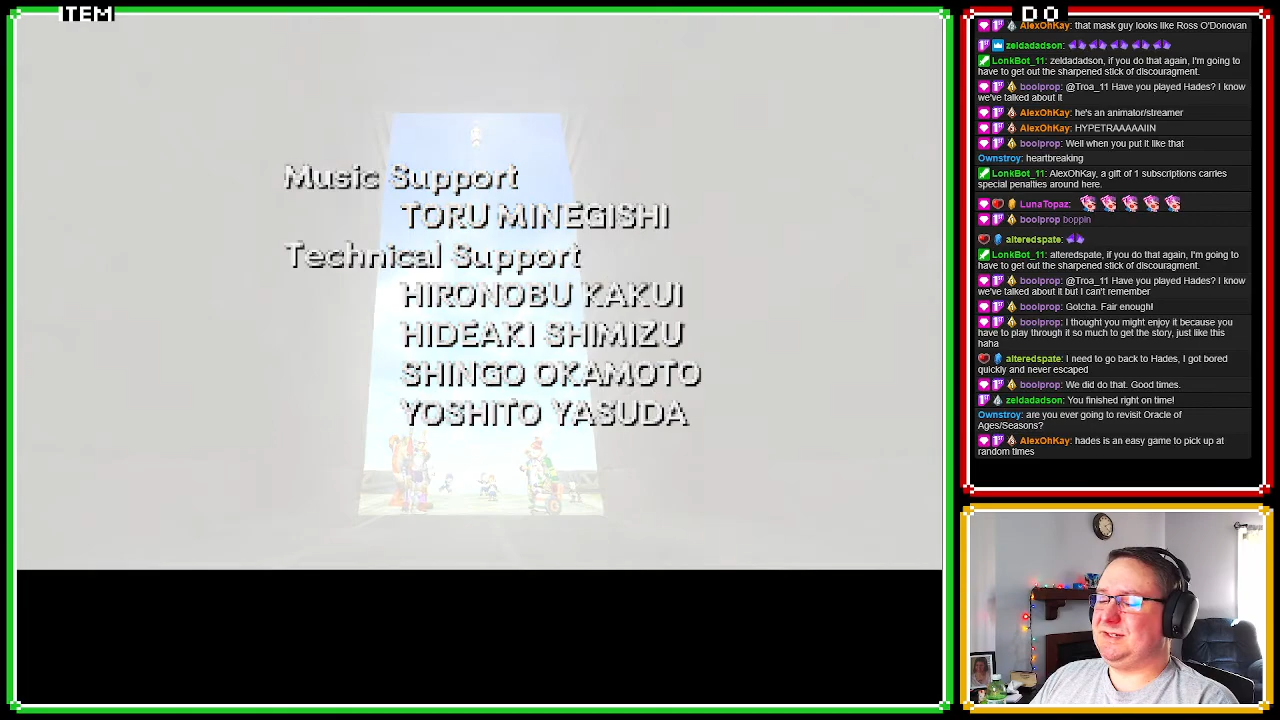 ITEM
DO
Music Support
TORU MINEGISHI
Technical Support
HIRONOBU KAKUI
HIDEAKI SHIMIZU
SHINGO OKAMOTO
YOSHITO YASUDA
AlexOhKay: that mask guy looks like Ross O'Donovan
zeldadadson:
LonkBot_11: zeldadadson, if you do that again, I'm going to
have to get out the sharpened stick of discouragment.
boolprop: @Troa_11 Have you played Hades? I know
we've talked about it
AlexOhKay: he's an animator/streamer
AlexOhKay: HYPETRAAAAAIIN
boolprop: Well when you put it like that
Ownstroy: heartbreaking
LonkBot_11: AlexOhKay, a gift of 1 subscriptions carries
special penalties around here.
LunaTopaz:
boolprop boppin
alteredspate:
LonkBot_11: alteredspate, if you do that again, I'm going to
have to get out the sharpened stick of discouragment.
boolprop: @Troa_11 Have you played Hades? I know
we've talked about it but I can't remember
boolprop: Gotcha. Fair enough!
boolprop: I thought you might enjoy it because you
have to play through it so much to get the story, just like this
haha
alteredspate: I need to go back to Hades, I got bored
quickly and never escaped
boolprop: We did do that. Good times.
zeldadadson: You finished right on time!
Ownstroy: are you ever going to revisit Oracle of
Ages/Seasons?
AlexOhKay: hades is an easy game to pick up at
random times